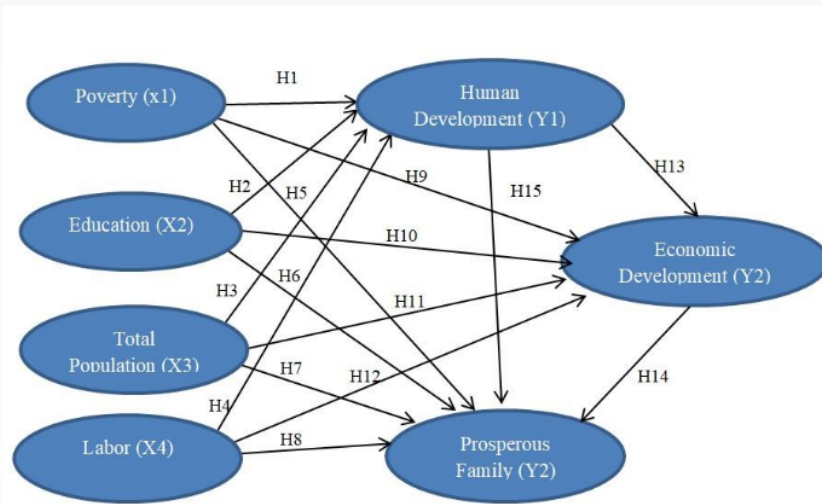 H1
Poverty (x1)
Human
Development (Y1)
H13
H9
H2
H5
H15
Education (X2)
H10
Economic
Development (Y2)
H6
H3
H11
Total
Population (X3)
H7
H12
H14
H4
H8
Labor (X4)
Prosperous
Family (Y2)